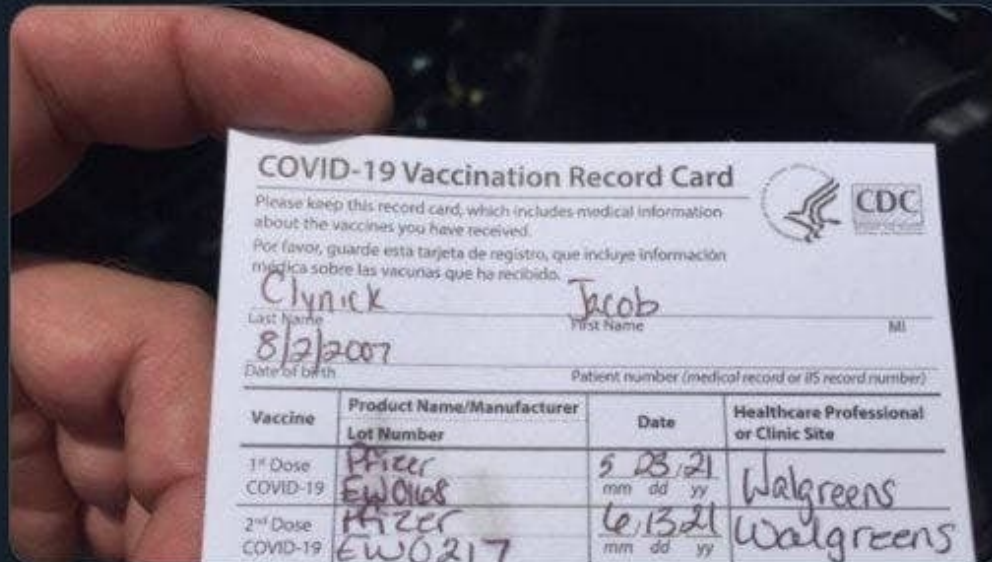 COVID-19 Vaccination Record Card
CDC
Please keep this record card, which includes medical information
about the vaccines you have received.
Por favor, guarde esta tarjeta de registro, que incluye información
médica sobre las vacunas que ha recibido.
Clynick Jacob
Last Name First Name MI
8/2/2007
Date of birth Patient number (medical record or IIS record number)
Vaccine Product Name/Manufacturer Date Healthcare Professional
Lot Number or Clinic Site
1st Dose Pfizer 5 23 21 Walgreens
COVID-19 EW0168 mm dd yy
2nd Dose Pfizer 6 13 21 Walgreens
COVID-19 EW0217 mm dd yy